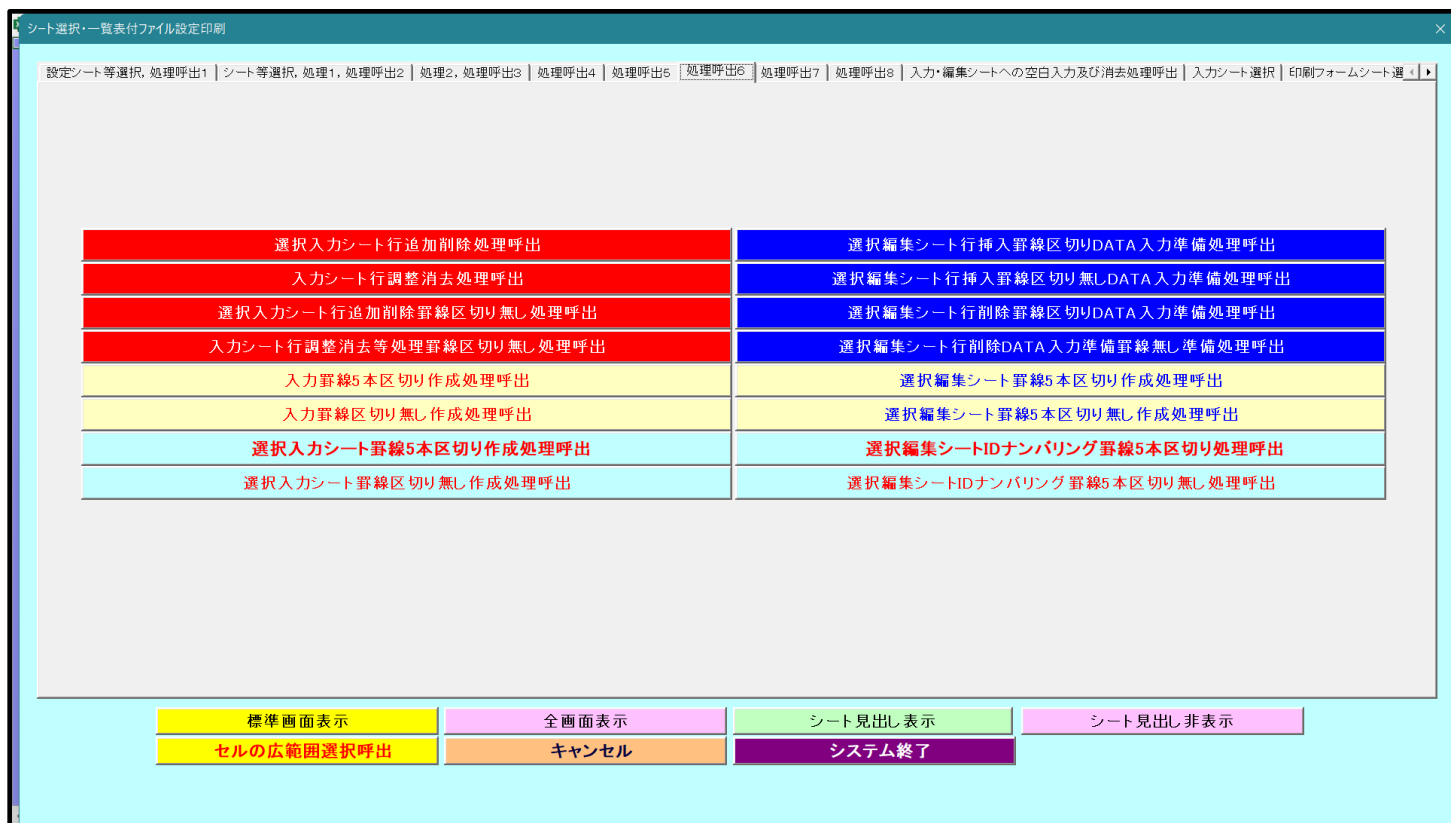 シート選択・一覧表付ファイル設定印刷
設定シート等選択, 処理呼出1 シート等選択, 処理1, 処理呼出2 処理2, 処理呼出3 処理呼出4 処理呼出5 処理呼出6 処理呼出7 処理呼出8 入力・編集シートへの空白入力及び消去処理呼出 入力シート選択 印刷フォームシート選
選択入力シート行追加削除処理呼出 選択編集シート行挿入罫線区切りDATA入力準備処理呼出
入力シート行調整消去処理呼出 選択編集シート行挿入罫線区切り無しDATA入力準備処理呼出
選択入力シート行追加削除罫線区切り無し処理呼出 選択編集シート行削除罫線区切りDATA入力準備処理呼出
入力シート行調整消去等処理罫線区切り無し処理呼出 選択編集シート行削除DATA入力準備罫線無し準備処理呼出
入力罫線5本区切り作成処理呼出 選択編集シート罫線5本区切り作成処理呼出
入力罫線区切り無し作成処理呼出 選択編集シート罫線5本区切り無し作成処理呼出
選択入力シート罫線5本区切り作成処理呼出 選択編集シートIDナンバリング罫線5本区切り処理呼出
選択入力シート罫線区切り無し作成処理呼出 選択編集シートIDナンバリング罫線5本区切り無し処理呼出
標準画面表示 全画面表示 シート見出し表示 シート見出し非表示
セルの広範囲選択呼出 キャンセル システム終了